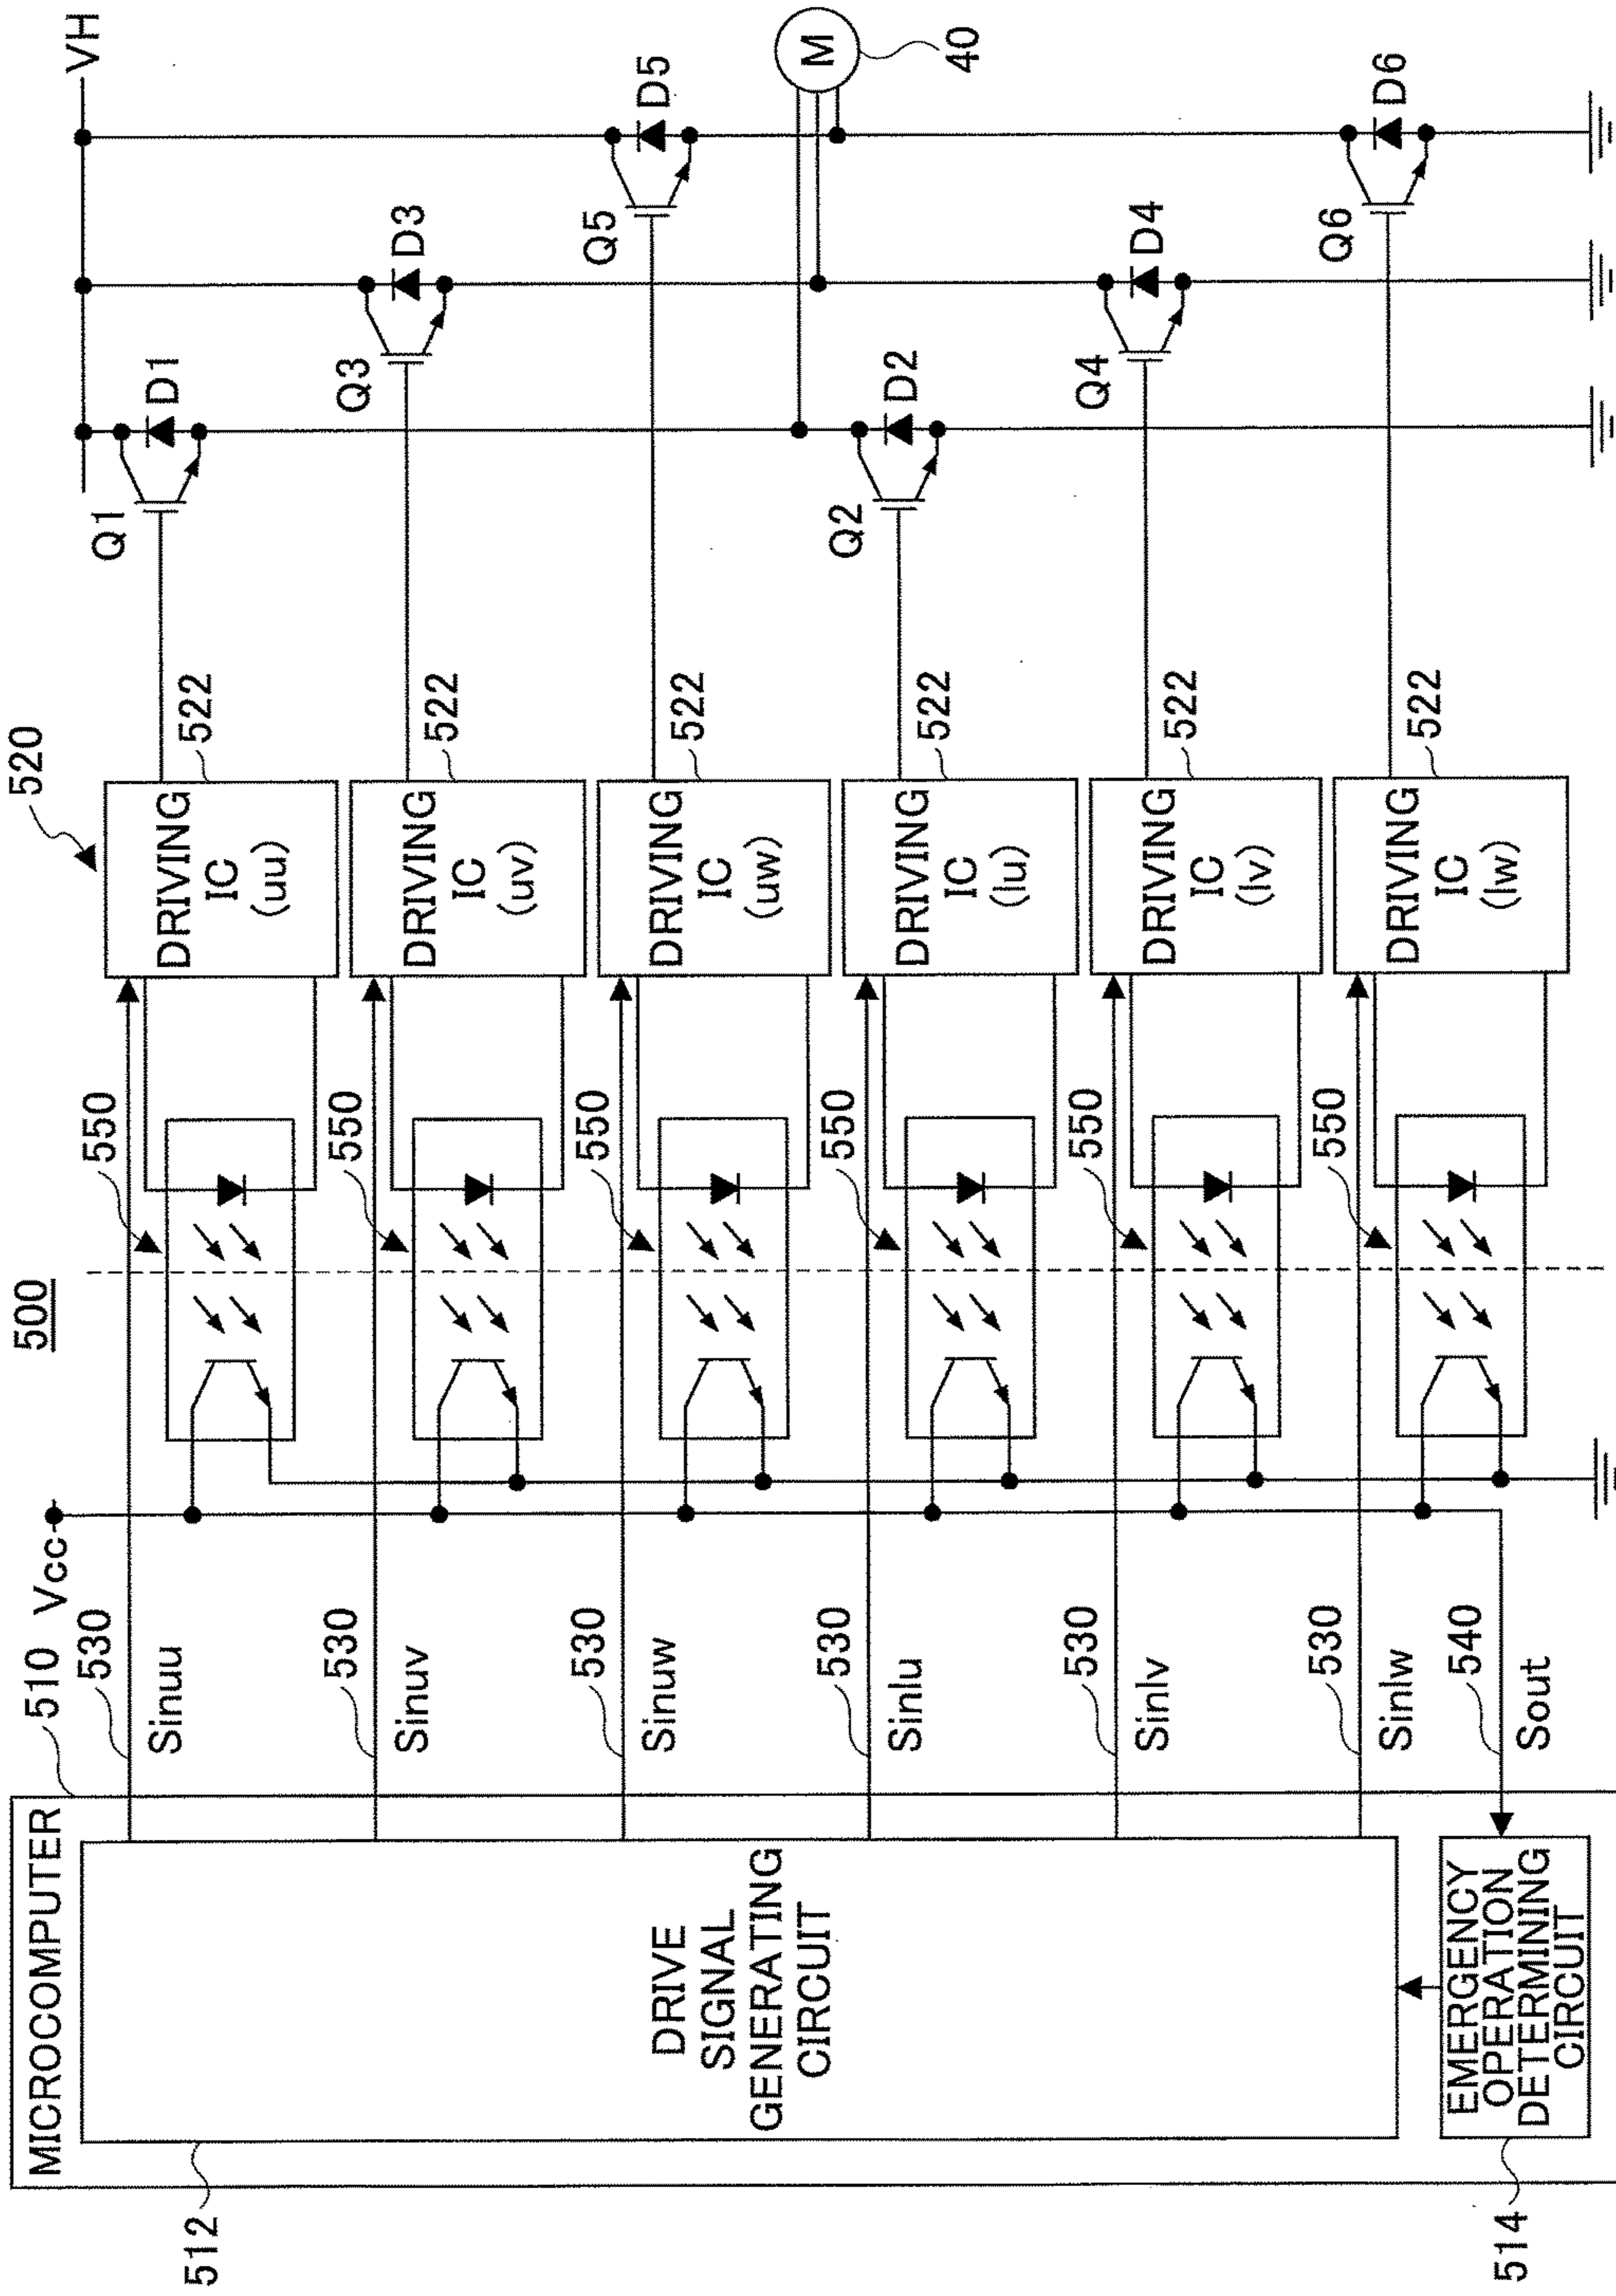 500
520
MICROCOMPUTER
510
Vcc
VH
530
Sinuu
550
DRIVING
IC
(uu)
522
Q1
D1
530
Sinuv
550
DRIVING
IC
(uv)
522
Q3
D3
530
Sinuw
550
DRIVING
IC
(uw)
522
Q5
D5
DRIVE
SIGNAL
GENERATING
CIRCUIT
512
M
40
530
Sinlu
550
DRIVING
IC
(lu)
522
Q2
D2
530
Sinlv
550
DRIVING
IC
(lv)
522
Q4
D4
530
Sinlw
550
DRIVING
IC
(lw)
522
Q6
D6
540
Sout
EMERGENCY
OPERATION
DETERMINING
CIRCUIT
514